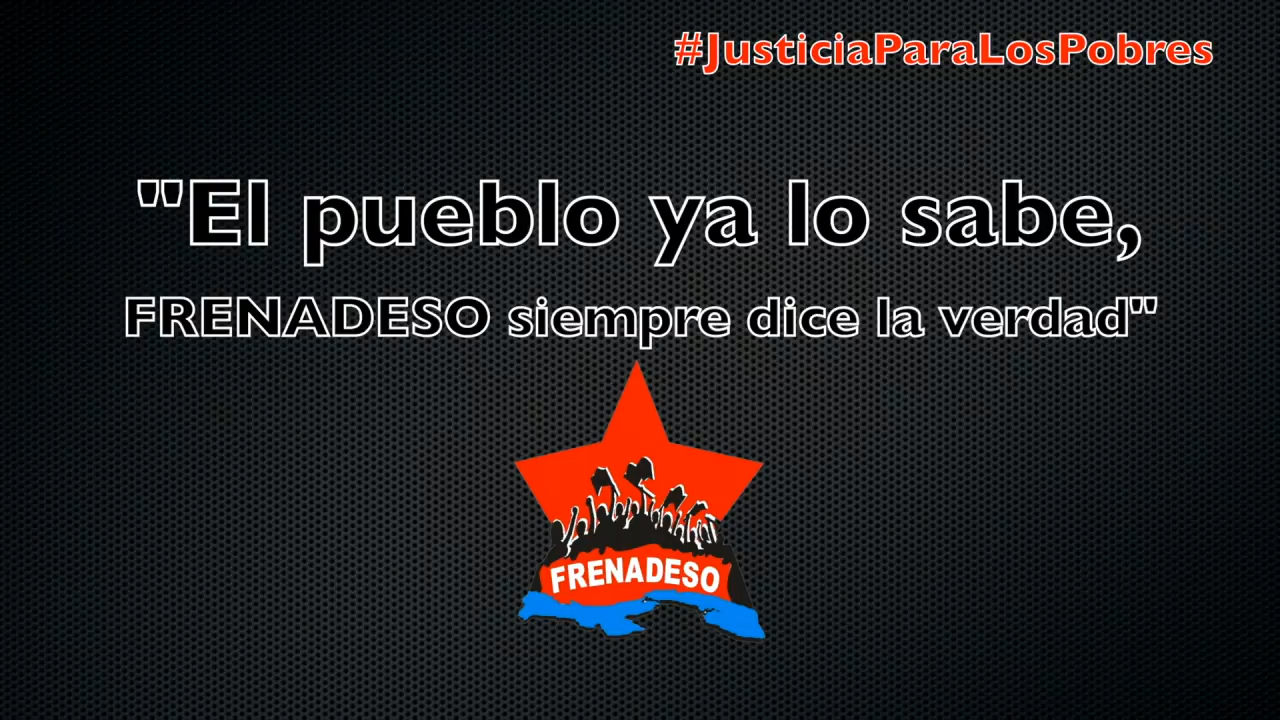 #JusticiaParaLosPobres
"El pueblo ya lo sabe,
FRENADESO siempre dice la verdad"
FRENADESO